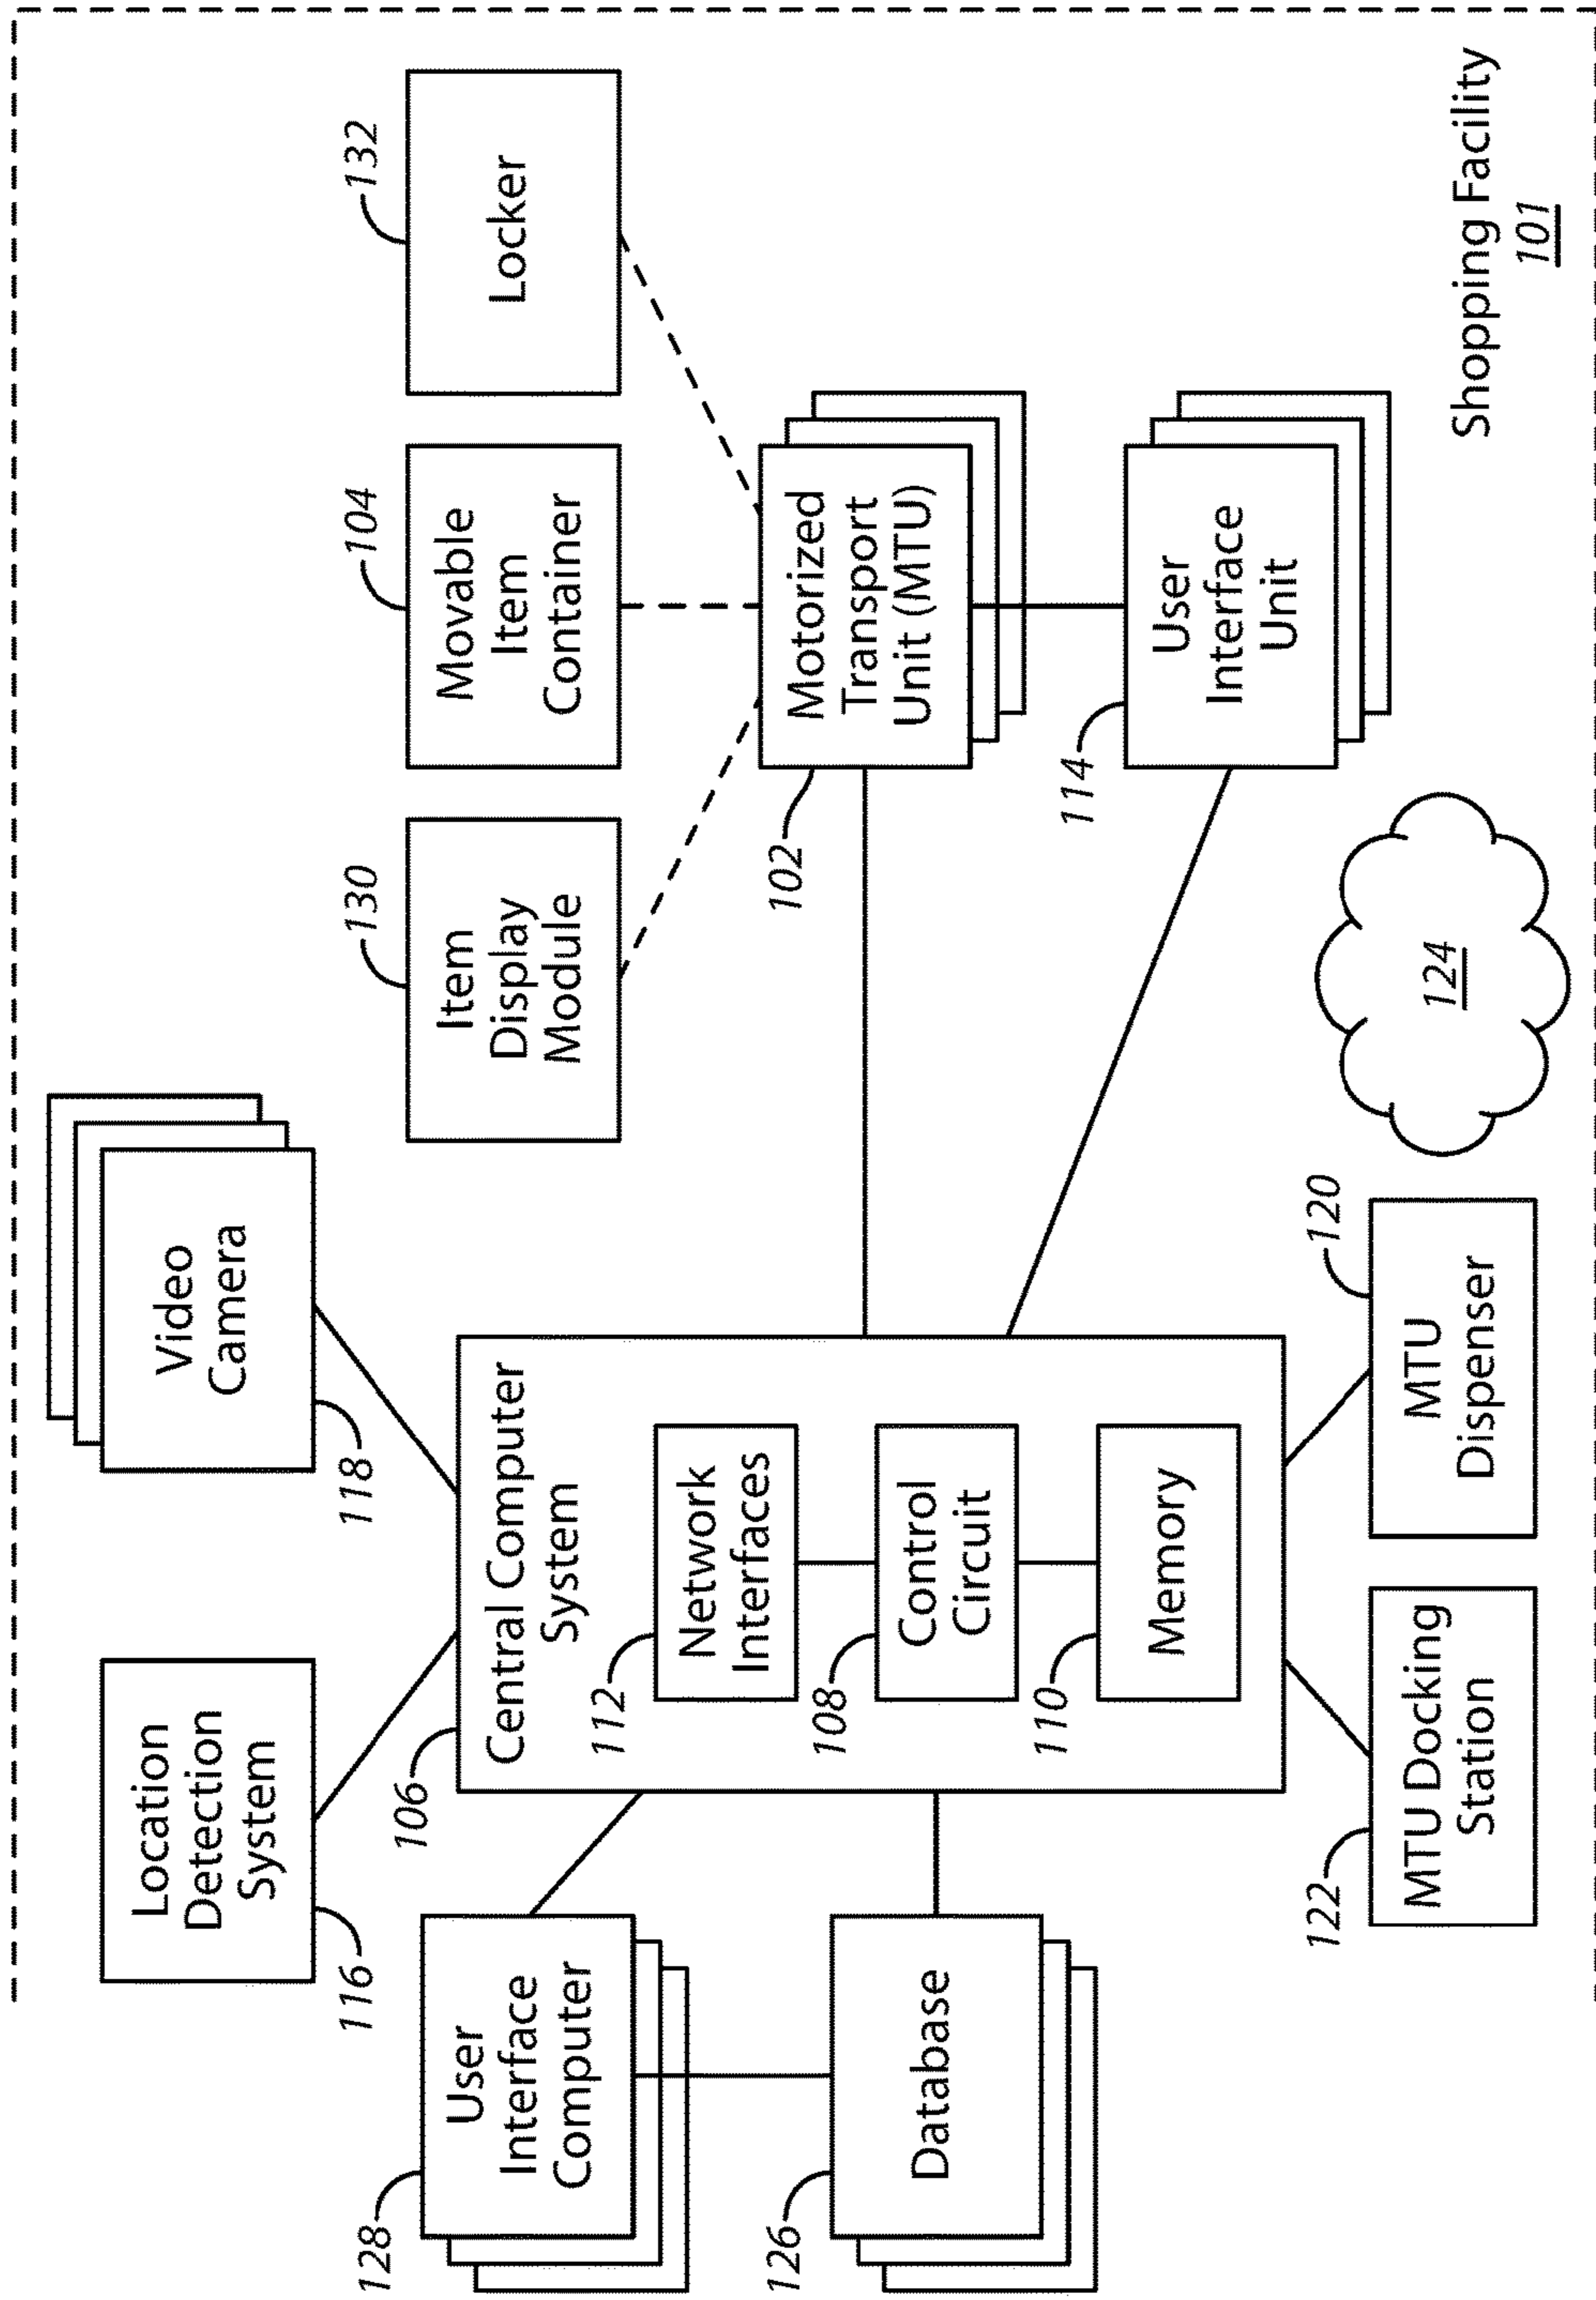 Location
Detection
System
116
Video
Camera
118
User
Interface
Computer
128
Database
126
106
Central Computer
System
112
Network
Interfaces
108
Control
Circuit
110
Memory
122
MTU Docking
Station
120
MTU
Dispenser
130
Item
Display
Module
104
Movable
Item
Container
132
Locker
102
Motorized
Transport
Unit (MTU)
114
User
Interface
Unit
124
Shopping Facility
101